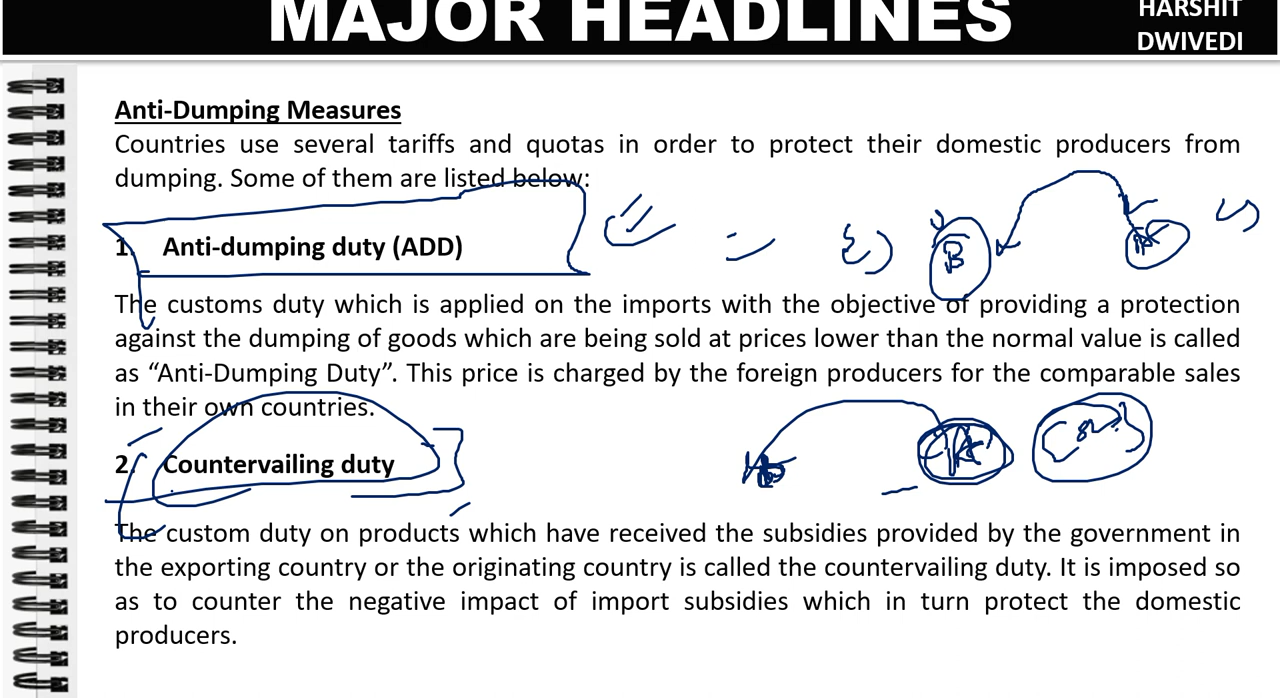 MAJOR HEADLINES
HARSHIT
DWIVEDI
Anti-Dumping Measures
Countries use several tariffs and quotas in order to protect their domestic producers from
dumping. Some of them are listed below:
1. Anti-dumping duty (ADD)
B
A
The customs duty which is applied on the imports with the objective of providing a protection
against the dumping of goods which are being sold at prices lower than the normal value is called
as “Anti-Dumping Duty”. This price is charged by the foreign producers for the comparable sales
in their own countries.
2. Countervailing duty
The custom duty on products which have received the subsidies provided by the government in
the exporting country or the originating country is called the countervailing duty. It is imposed so
as to counter the negative impact of import subsidies which in turn protect the domestic
producers.